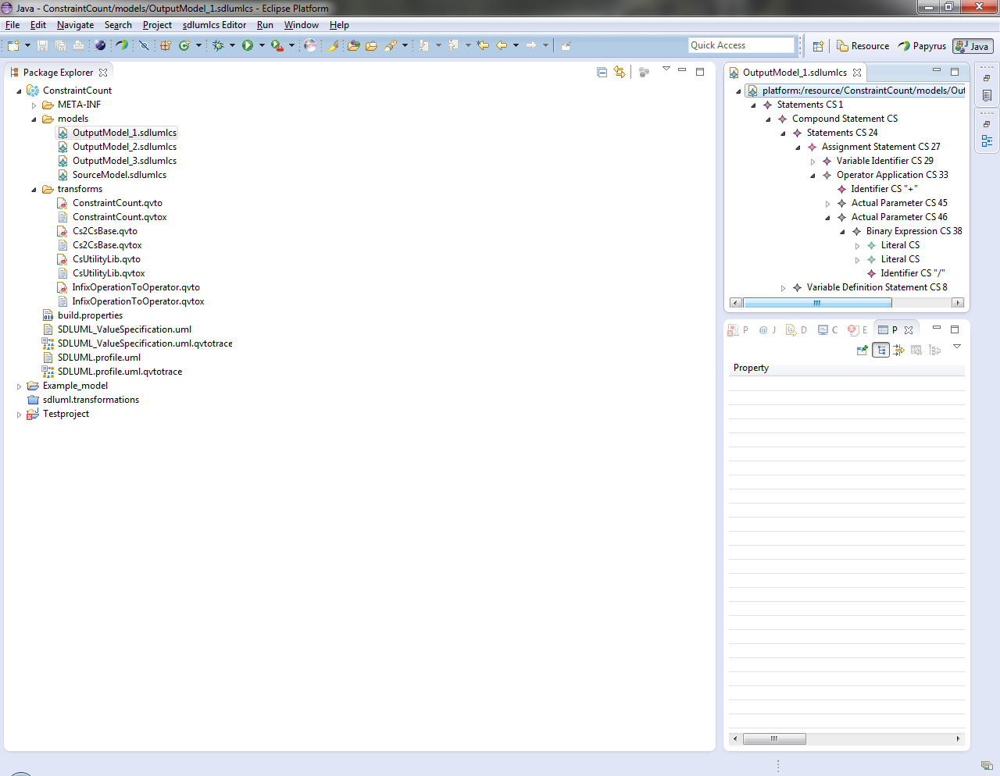 Java - ConstraintCount/models/OutputModel_1.sdlumlcs - Eclipse Platform
File Edit Navigate Search Project sdlumlcs Editor Run Window Help
Quick Access Resource Papyrus Java
Package Explorer
ConstraintCount
META-INF
models
OutputModel_1.sdlumlcs
OutputModel_2.sdlumlcs
OutputModel_3.sdlumlcs
SourceModel.sdlumlcs
transforms
ConstraintCount.qvto
ConstraintCount.qvtox
Cs2CsBase.qvto
Cs2CsBase.qvtox
CsUtilityLib.qvto
CsUtilityLib.qvtox
InfixOperationToOperator.qvto
InfixOperationToOperator.qvtox
build.properties
SDLUML_ValueSpecification.uml
SDLUML_ValueSpecification.uml.qvtotrace
SDLUML.profile.uml
SDLUML.profile.uml.qvtotrace
Example_model
sdluml.transformations
Testproject
OutputModel_1.sdlumlcs
platform:/resource/ConstraintCount/models/Out
Statements CS 1
Compound Statement CS
Statements CS 24
Assignment Statement CS 27
Variable Identifier CS 29
Operator Application CS 33
Identifier CS "+"
Actual Parameter CS 45
Actual Parameter CS 46
Binary Expression CS 38
Literal CS
Literal CS
Identifier CS "/"
Variable Definition Statement CS 8
P @ J D C E P
Property